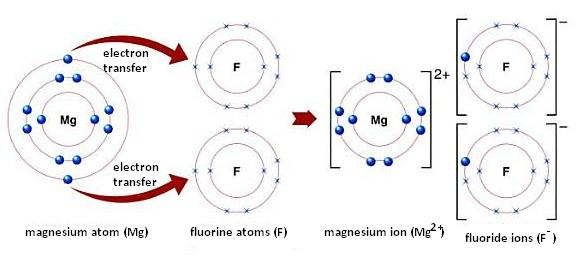 electron
transfer
Mg
F
electron
transfer
F
2+
Mg
F
−
F
−
magnesium atom (Mg)
fluorine atoms (F)
magnesium ion (Mg2+)
fluoride ions (F-)